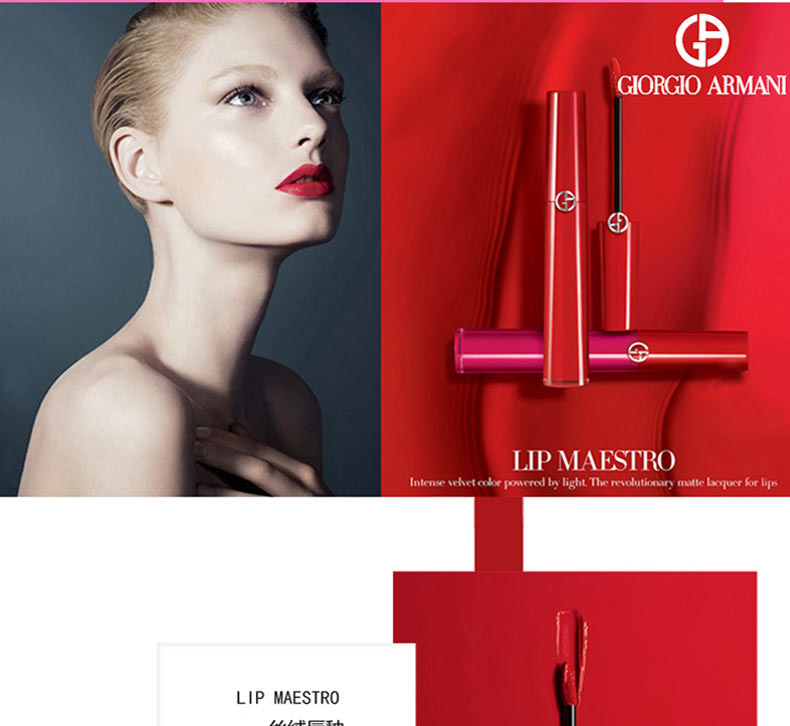 GIORGIO ARMANI
LIP MAESTRO
Intense velvet color powered by light. The revolutionary matte lacquer for lips
LIP MAESTRO